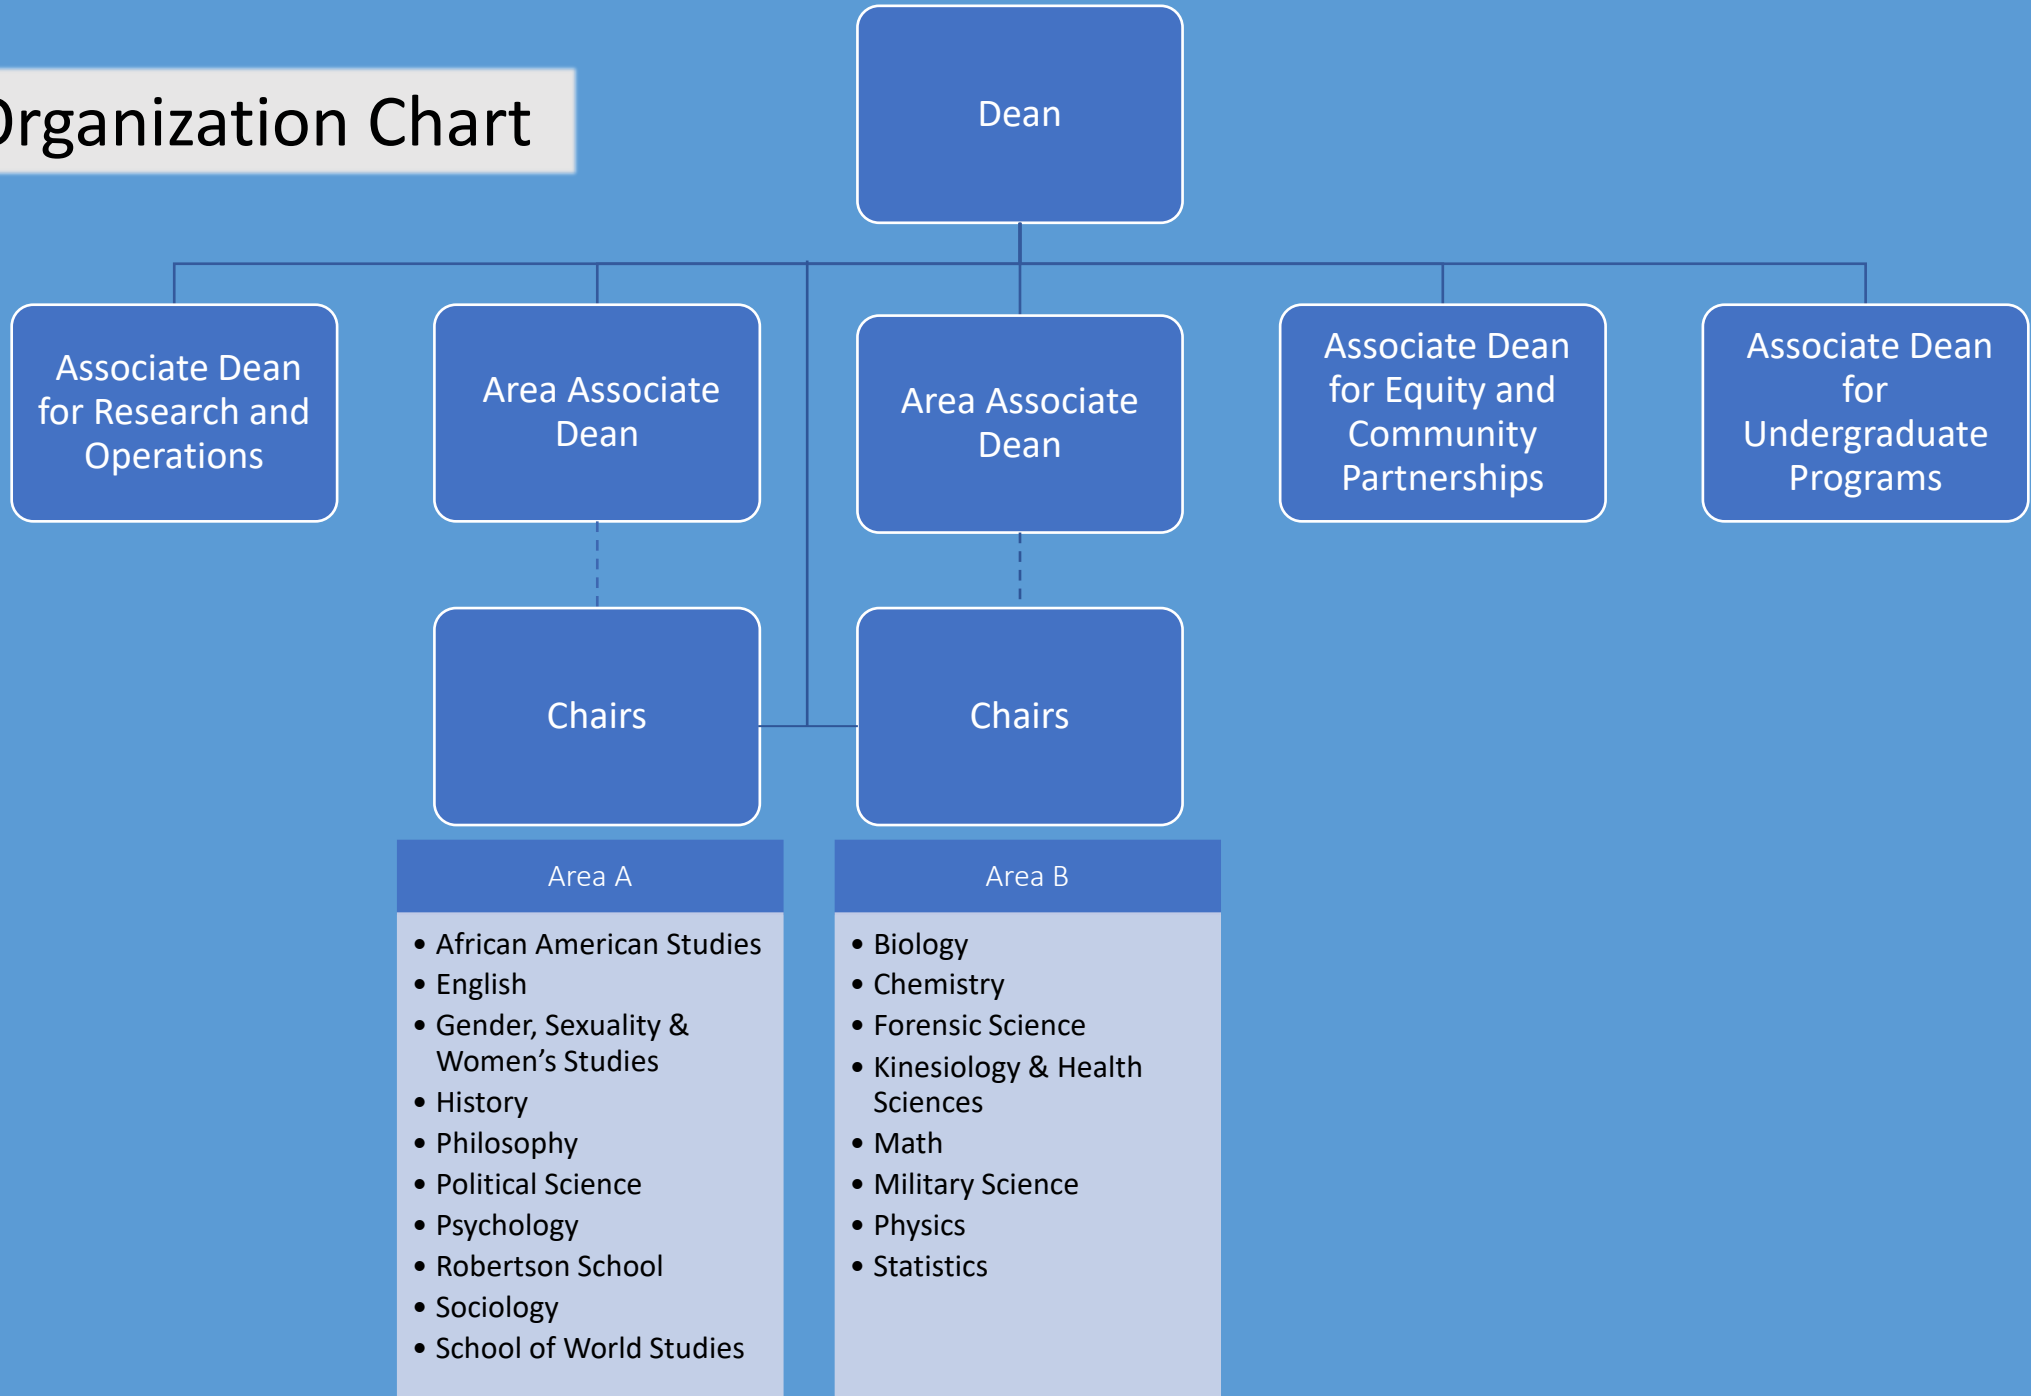 Organization Chart
Dean
Associate Dean
for Research and
Operations
Area Associate
Dean
Area Associate
Dean
Associate Dean
for Equity and
Community
Partnerships
Associate Dean
for
Undergraduate
Programs
Chairs
Chairs
Area A
• African American Studies
• English
• Gender, Sexuality &
Women’s Studies
• History
• Philosophy
• Political Science
• Psychology
• Robertson School
• Sociology
• School of World Studies
Area B
• Biology
• Chemistry
• Forensic Science
• Kinesiology & Health
Sciences
• Math
• Military Science
• Physics
• Statistics